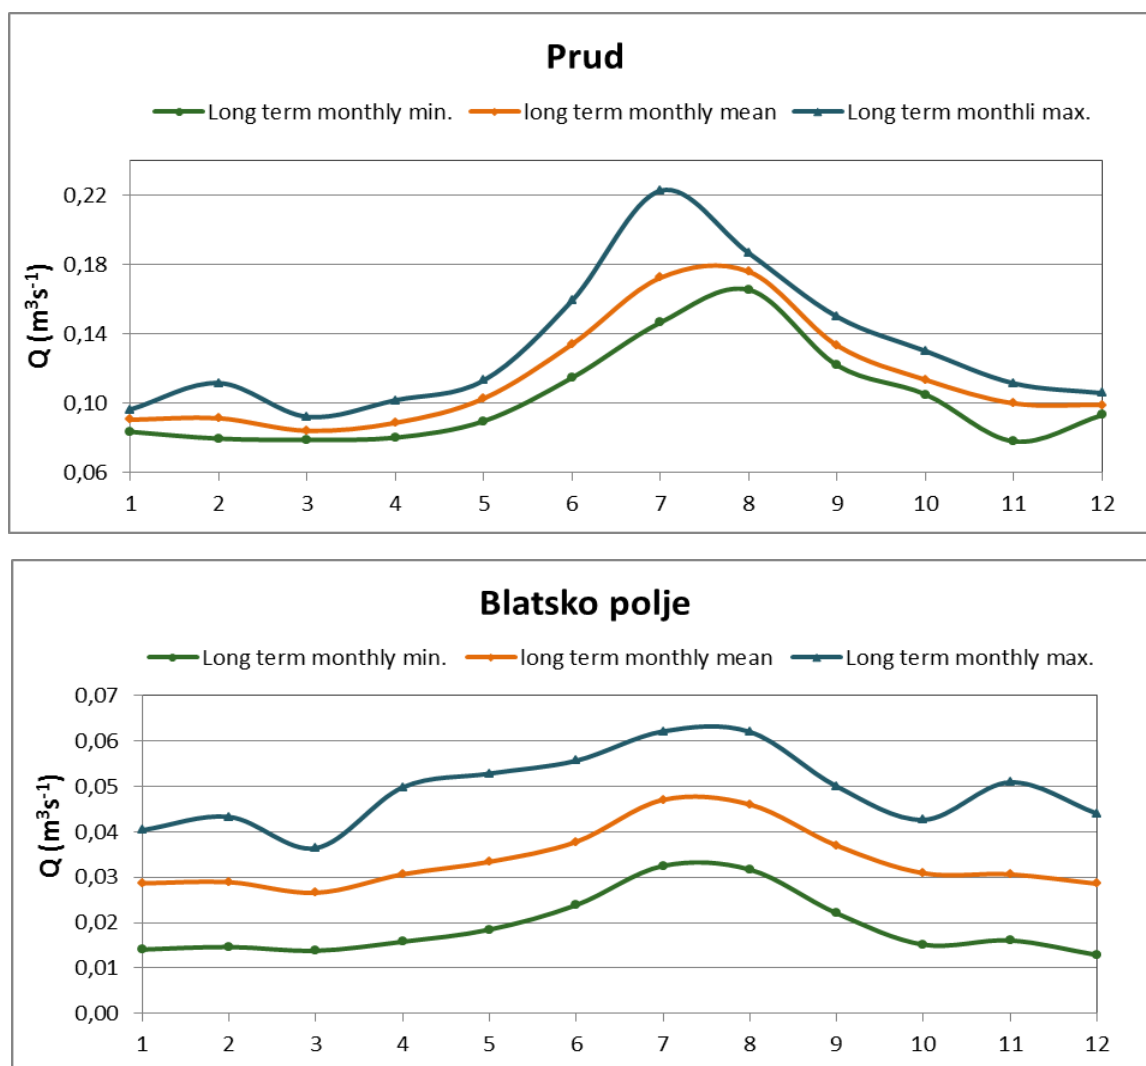 Prud
Long term monthly min. long term monthly mean Long term monthli max.
Q (m³s⁻¹)
0,22
0,18
0,14
0,10
0,06
1 2 3 4 5 6 7 8 9 10 11 12
Blatsko polje
Long term monthly min. long term monthly mean Long term monthly max.
Q (m³s⁻¹)
0,07
0,06
0,05
0,04
0,03
0,02
0,01
0,00
1 2 3 4 5 6 7 8 9 10 11 12